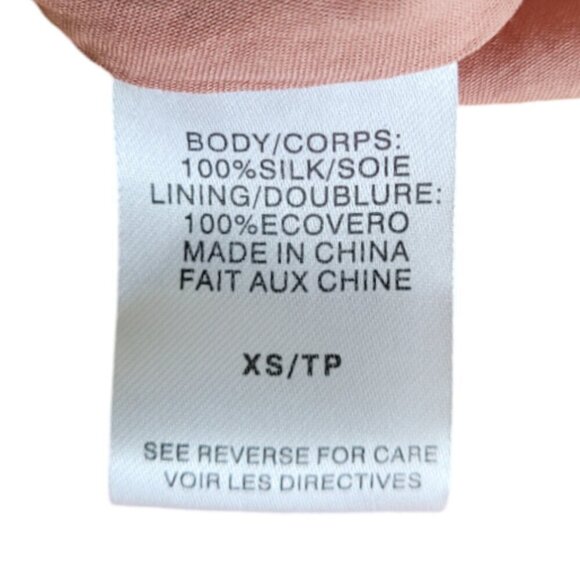 BODY/CORPS:
100%SILK/SOIE
LINING/DOUBLURE:
100%ECOVERO
MADE IN CHINA
FAIT AUX CHINE
XS/TP
SEE REVERSE FOR CARE
VOIR LES DIRECTIVES